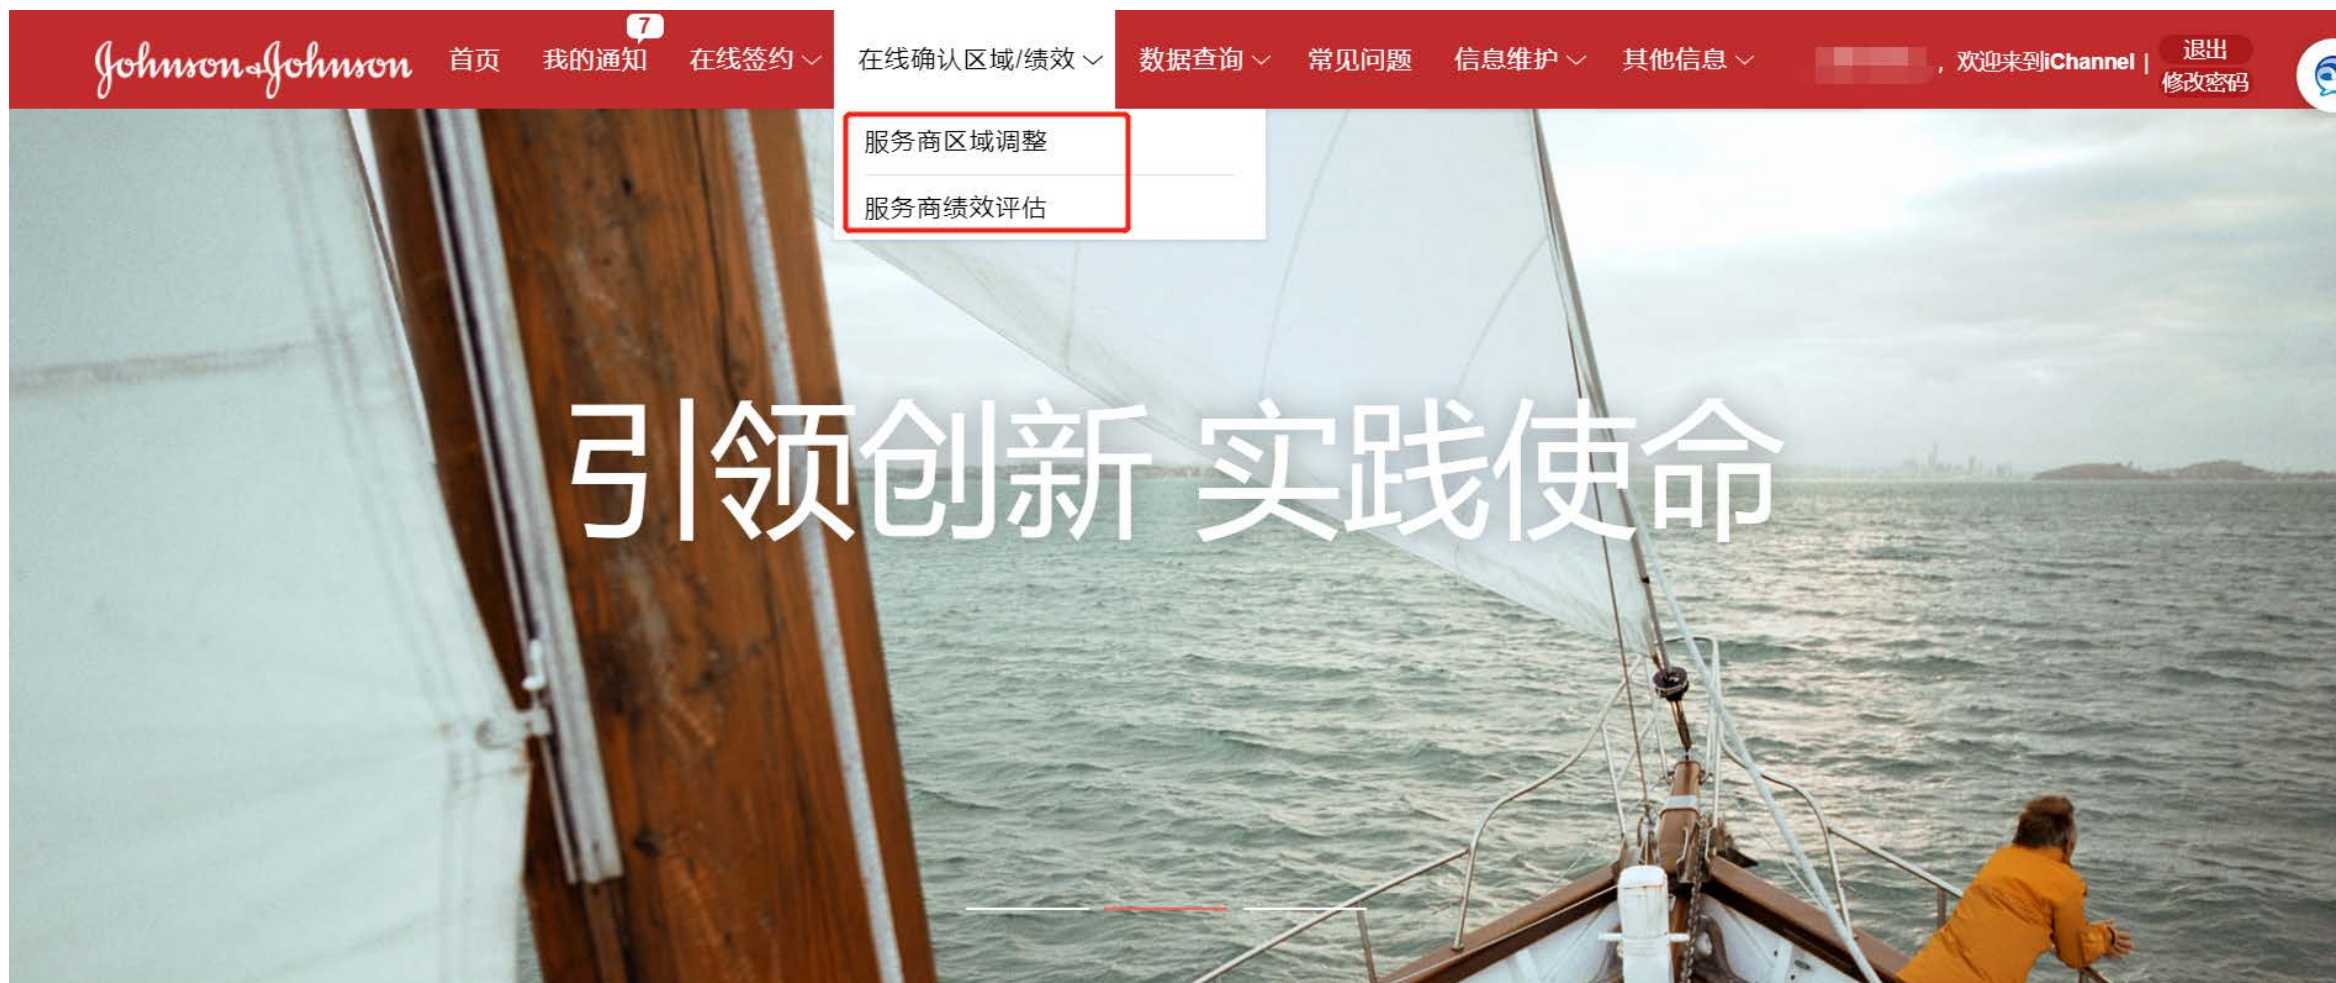 7
Johnson&Johnson 首页 我的通知 在线签约 在线确认区域/绩效 数据查询 常见问题 信息维护 其他信息 ，欢迎来到iChannel | 退出
修改密码
服务商区域调整
服务商绩效评估
引领创新 实践使命